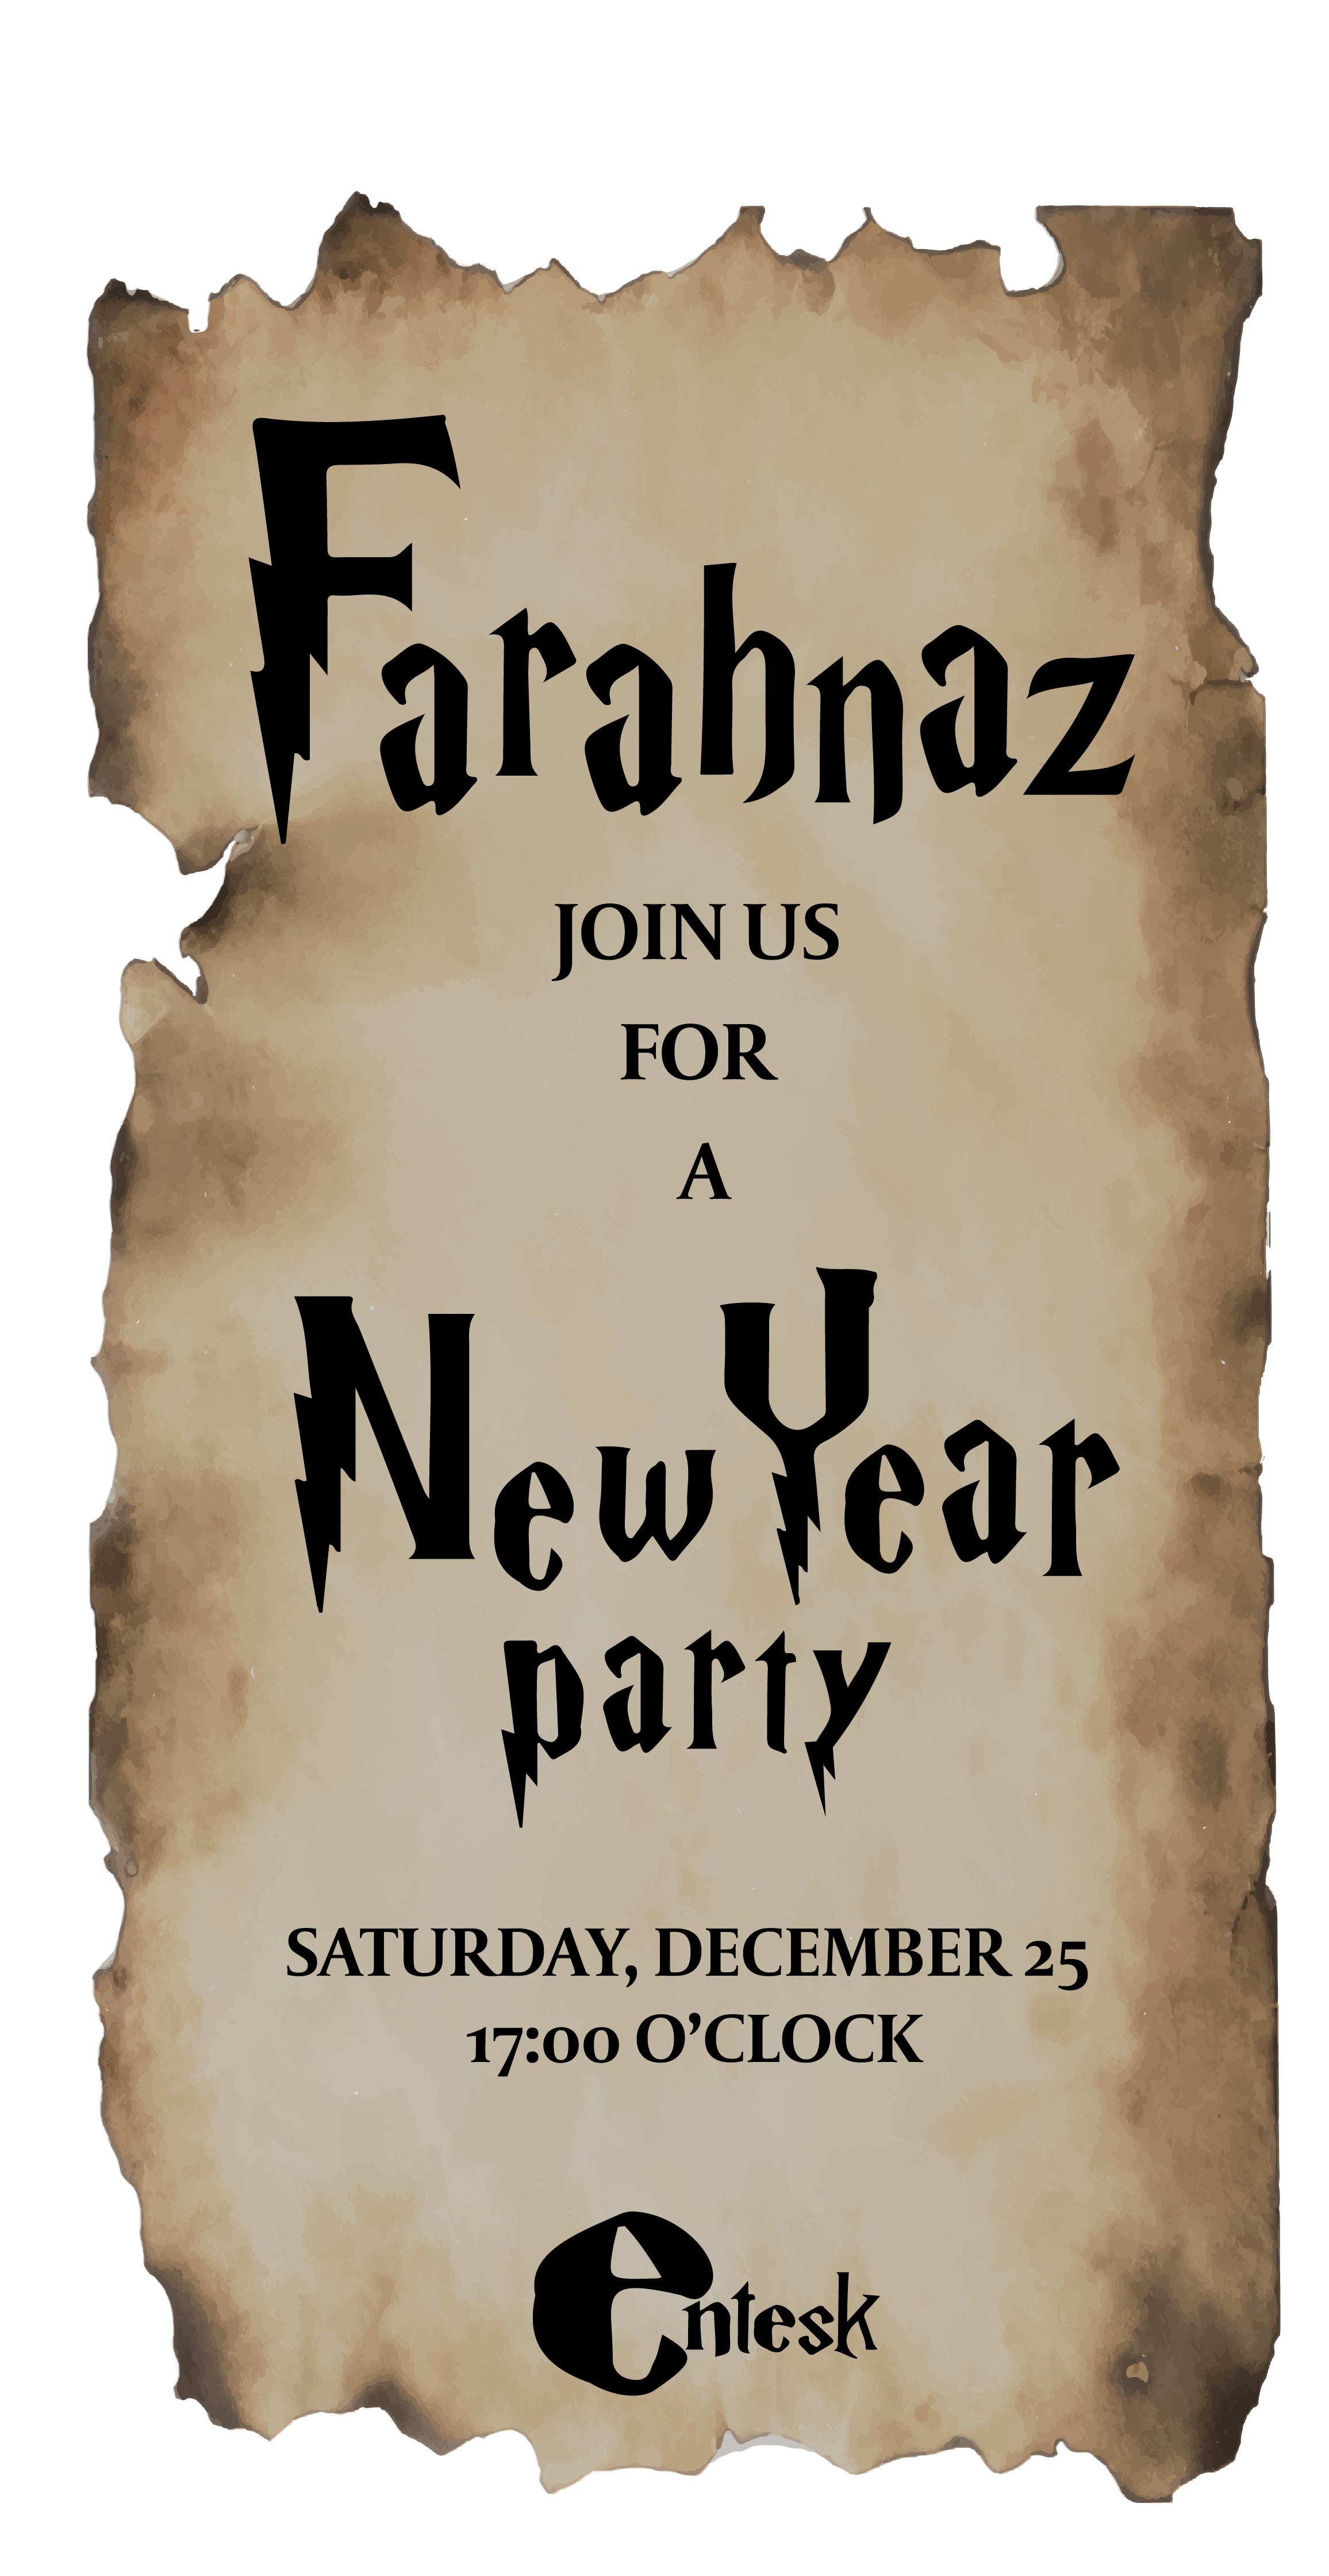 Farahnaz
JOIN US
FOR
A
New Year
party
SATURDAY, DECEMBER 25
17:00 O’CLOCK
entesk